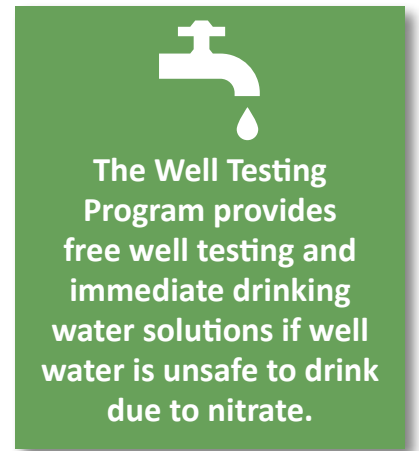 The Well Testing
Program provides
free well testing and
immediate drinking
water solutions if well
water is unsafe to drink
due to nitrate.